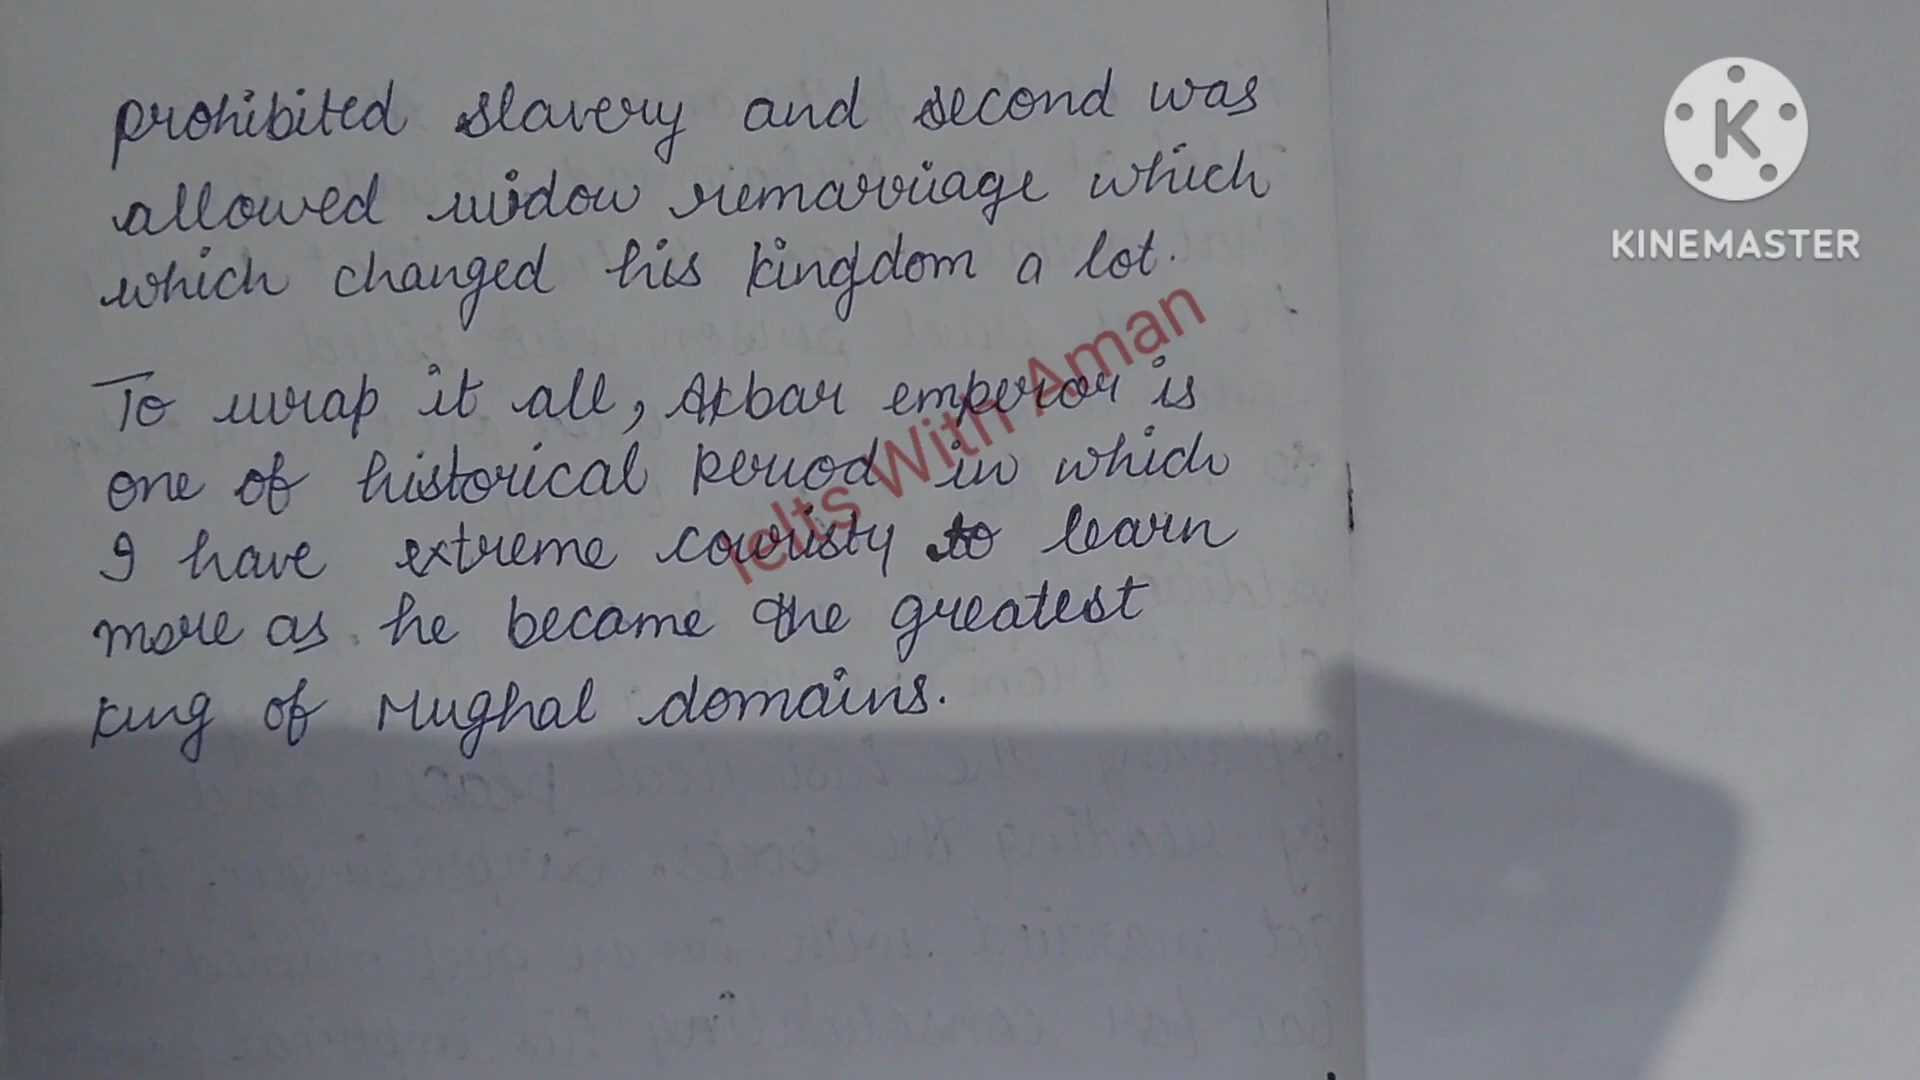 prohibited slavery and second was
allowed widow remarriage which
which changed his kingdom a lot.
To wrap it all, Akbar emperor is
one of historical period in which
I have extreme couristy to learn
more as he became the greatest
king of Mughal domains.
Ielts With Aman
K
KINEMASTER